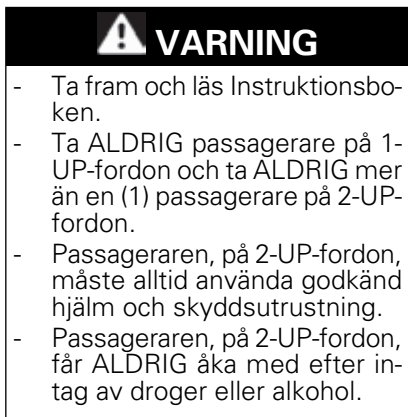 VARNING
- Ta fram och läs Instruktionsbo-
ken.
- Ta ALDRIG passagerare på 1-
UP-fordon och ta ALDRIG mer
än en (1) passagerare på 2-UP-
fordon.
- Passageraren, på 2-UP-fordon,
måste alltid använda godkänd
hjälm och skyddsutrustning.
- Passageraren, på 2-UP-fordon,
får ALDRIG åka med efter in-
tag av droger eller alkohol.